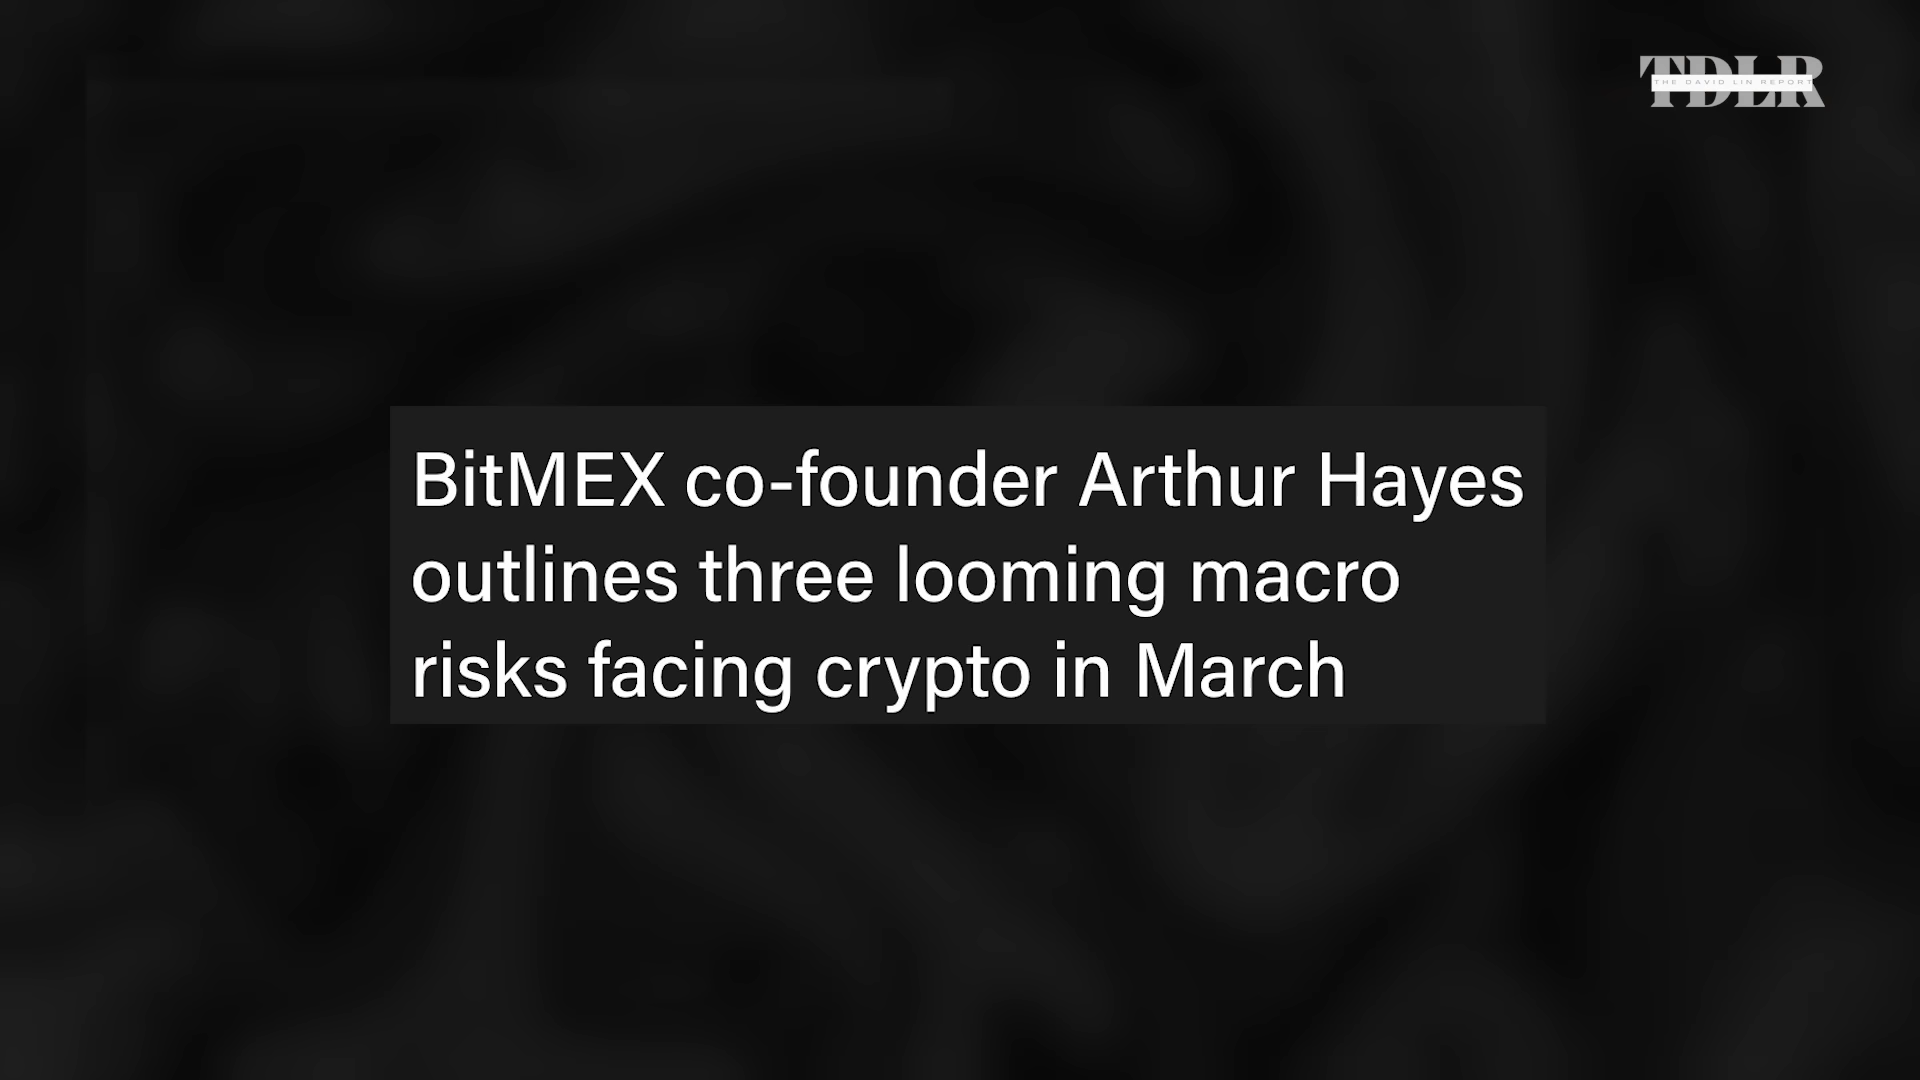 TDLR
THE DAVID LIN REPORT
BitMEX co-founder Arthur Hayes
outlines three looming macro
risks facing crypto in March